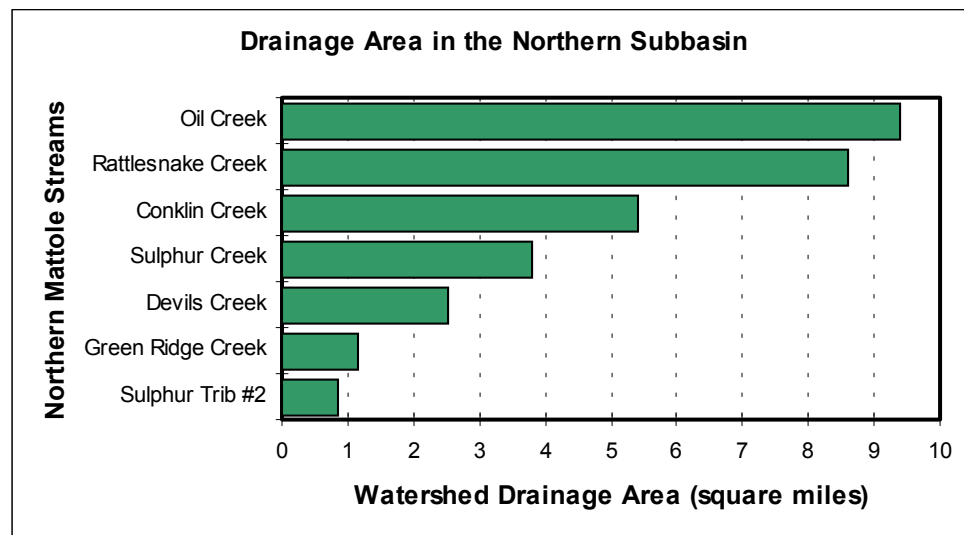 Drainage Area in the Northern Subbasin
Northern Mattole Streams
Oil Creek
Rattlesnake Creek
Conklin Creek
Sulphur Creek
Devils Creek
Green Ridge Creek
Sulphur Trib #2
0 1 2 3 4 5 6 7 8 9 10
Watershed Drainage Area (square miles)